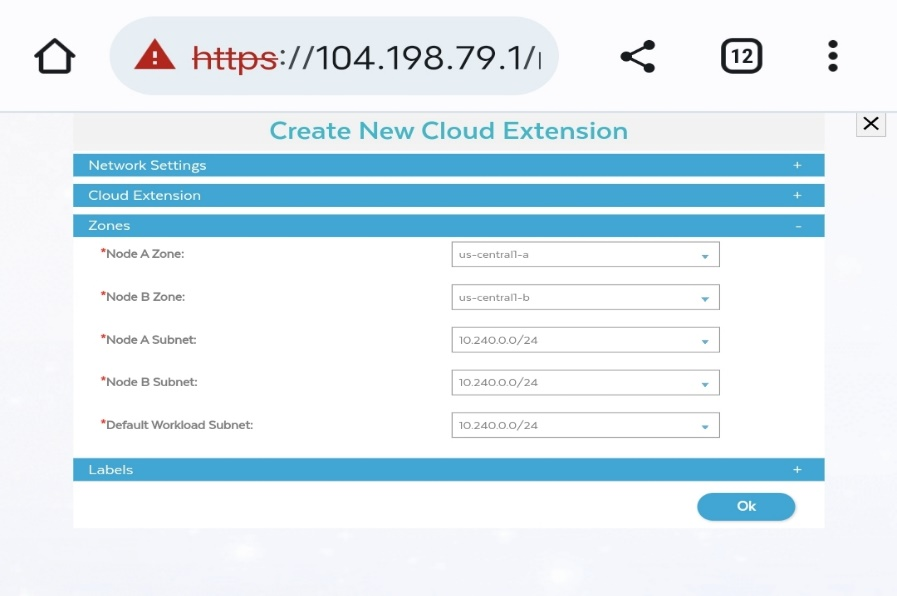 https://104.198.79.1/
12
Create New Cloud Extension
Network Settings +
Cloud Extension +
Zones -
*Node A Zone: us-central1-a
*Node B Zone: us-central1-b
*Node A Subnet: 10.240.0.0/24
*Node B Subnet: 10.240.0.0/24
*Default Workload Subnet: 10.240.0.0/24
Labels +
Ok